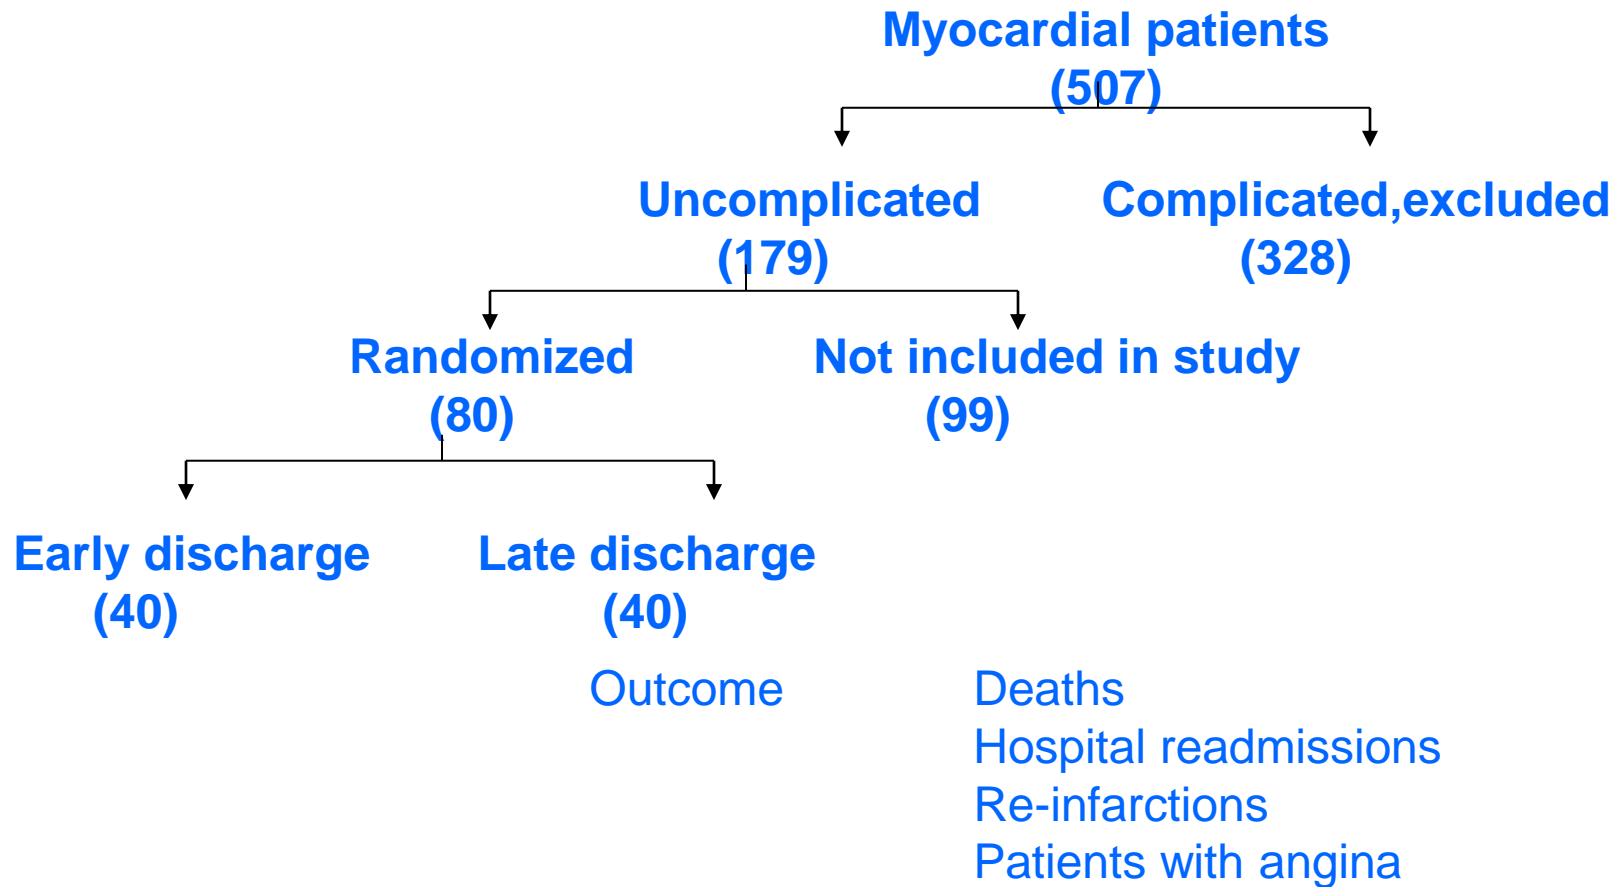 Myocardial patients
(507)
Uncomplicated Complicated,excluded
(179) (328)
Randomized Not included in study
(80) (99)
Early discharge Late discharge
(40) (40)
Outcome Deaths
Hospital readmissions
Re-infarctions
Patients with angina